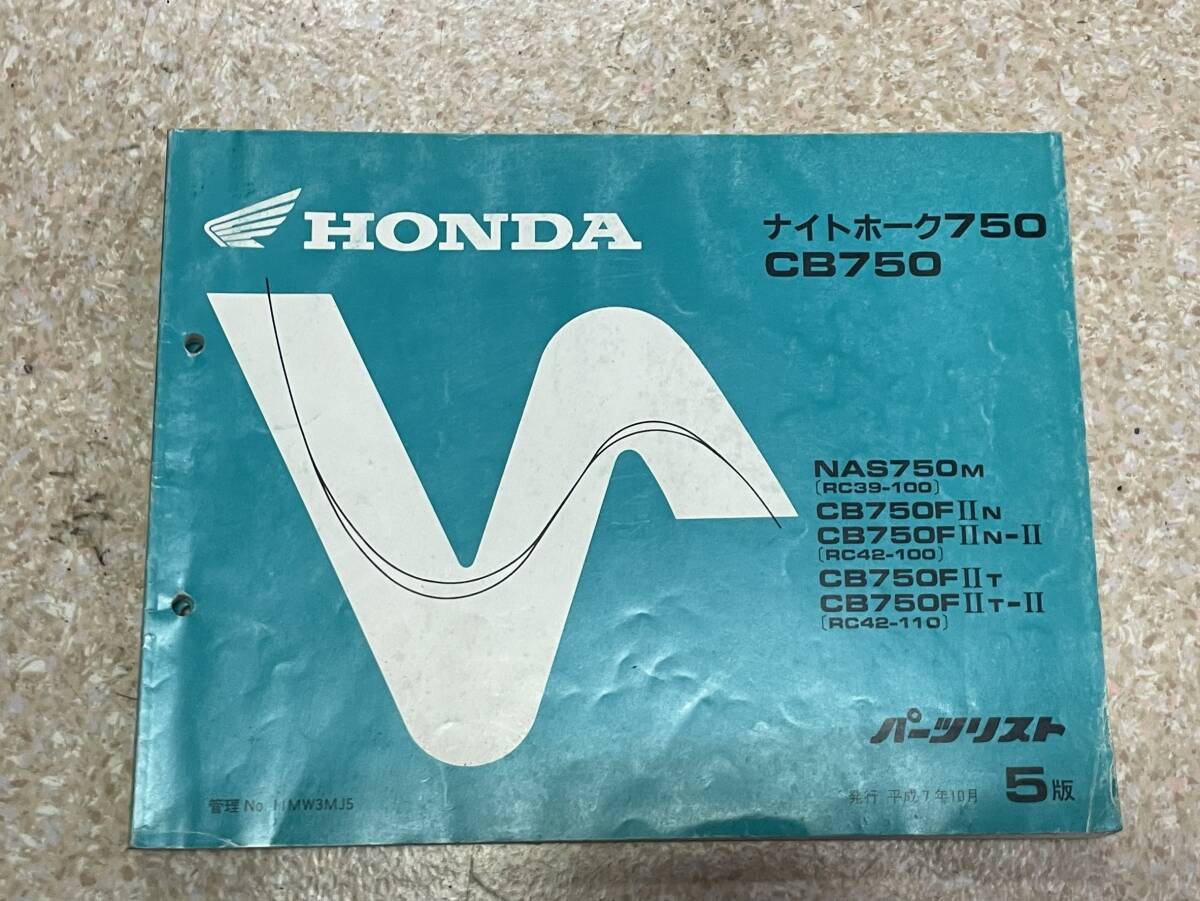 HONDA
ナイトホーク750
CB750
NAS750M
(RC39-100)
CB750FⅡN
CB750FⅡN-Ⅱ
(RC42-100)
CB750FⅡT
CB750FⅡT-Ⅱ
(RC42-110)
パーツリスト
5版
管理 No. 11MW3MJ5
発行 平成7年10月